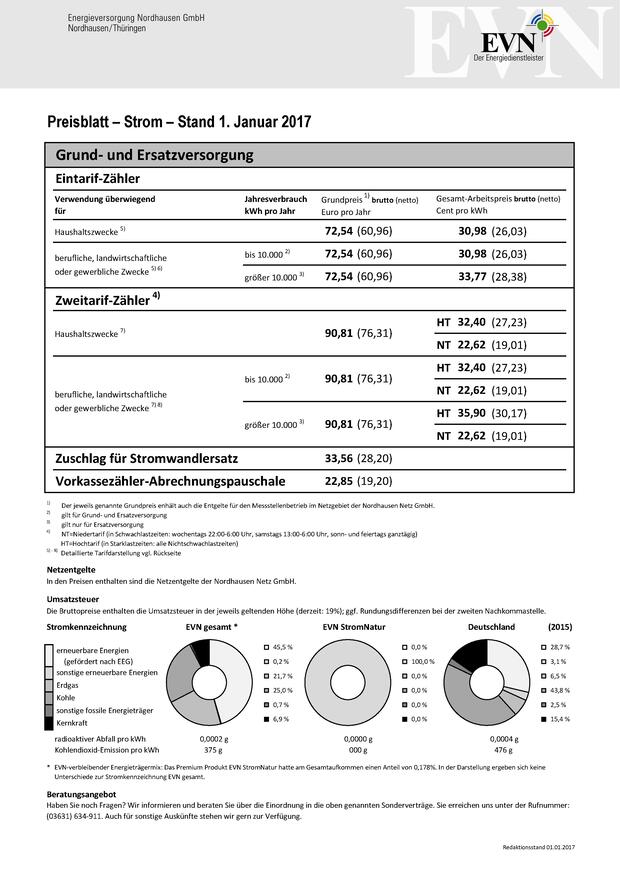 Energieversorgung Nordhausen GmbH
Nordhausen/Thüringen
EVN
EVN
Der Energiedienstleister
Preisblatt – Strom – Stand 1. Januar 2017
Grund- und Ersatzversorgung
Eintarif-Zähler
Verwendung überwiegend für Jahresverbrauch kWh pro Jahr Grundpreis 1) brutto (netto) Euro pro Jahr Gesamt-Arbeitspreis brutto (netto) Cent pro kWh
Haushaltszwecke 5) 72,54 (60,96) 30,98 (26,03)
berufliche, landwirtschaftliche oder gewerbliche Zwecke 5) 6) bis 10.000 2) 72,54 (60,96) 30,98 (26,03)
größer 10.000 3) 72,54 (60,96) 33,77 (28,38)
Zweitarif-Zähler 4)
Haushaltszwecke 7) 90,81 (76,31) HT 32,40 (27,23)
NT 22,62 (19,01)
berufliche, landwirtschaftliche oder gewerbliche Zwecke 7) 8) bis 10.000 2) 90,81 (76,31) HT 32,40 (27,23)
NT 22,62 (19,01)
größer 10.000 3) 90,81 (76,31) HT 35,90 (30,17)
NT 22,62 (19,01)
Zuschlag für Stromwandlersatz 33,56 (28,20)
Vorkassezähler-Abrechnungspauschale 22,85 (19,20)
1) Der jeweils genannte Grundpreis enhält auch die Entgelte für den Messstellenbetrieb im Netzgebiet der Nordhausen Netz GmbH.
2) gilt für Grund- und Ersatzversorgung
3) gilt nur für Ersatzversorgung
4) NT=Niedertarif (in Schwachlastzeiten: wochentags 22:00-6:00 Uhr, samstags 13:00-6:00 Uhr, sonn- und feiertags ganztägig)
HT=Hochtarif (in Starklastzeiten: alle Nichtschwachlastzeiten)
5) - 8) Detaillierte Tarifdarstellung vgl. Rückseite
Netzentgelte
In den Preisen enthalten sind die Netzentgelte der Nordhausen Netz GmbH.
Umsatzsteuer
Die Bruttopreise enthalten die Umsatzsteuer in der jeweils geltenden Höhe (derzeit: 19%); ggf. Rundungsdifferenzen bei der zweiten Nachkommastelle.
Stromkennzeichnung EVN gesamt * EVN StromNatur Deutschland (2015)
erneuerbare Energien 45,5 % 0,0 % 28,7 %
(gefördert nach EEG) 0,2 % 100,0 % 3,1 %
sonstige erneuerbare Energien 21,7 % 0,0 % 6,5 %
Erdgas 25,0 % 0,0 % 43,8 %
Kohle 0,7 % 0,0 % 2,5 %
sonstige fossile Energieträger 6,9 % 0,0 % 15,4 %
Kernkraft
radioaktiver Abfall pro kWh 0,0002 g 0,0000 g 0,0004 g
Kohlendioxid-Emission pro kWh 375 g 000 g 476 g
* EVN-verbleibender Energieträgermix: Das Premium Produkt EVN StromNatur hatte am Gesamtaufkommen einen Anteil von 0,178%. In der Darstellung ergeben sich keine
Unterschiede zur Stromkennzeichnung EVN gesamt.
Beratungsangebot
Haben Sie noch Fragen? Wir informieren und beraten Sie über die Einordnung in die oben genannten Sonderverträge. Sie erreichen uns unter der Rufnummer:
(03631) 634-911. Auch für sonstige Auskünfte stehen wir gern zur Verfügung.
Redaktionsstand 01.01.2017